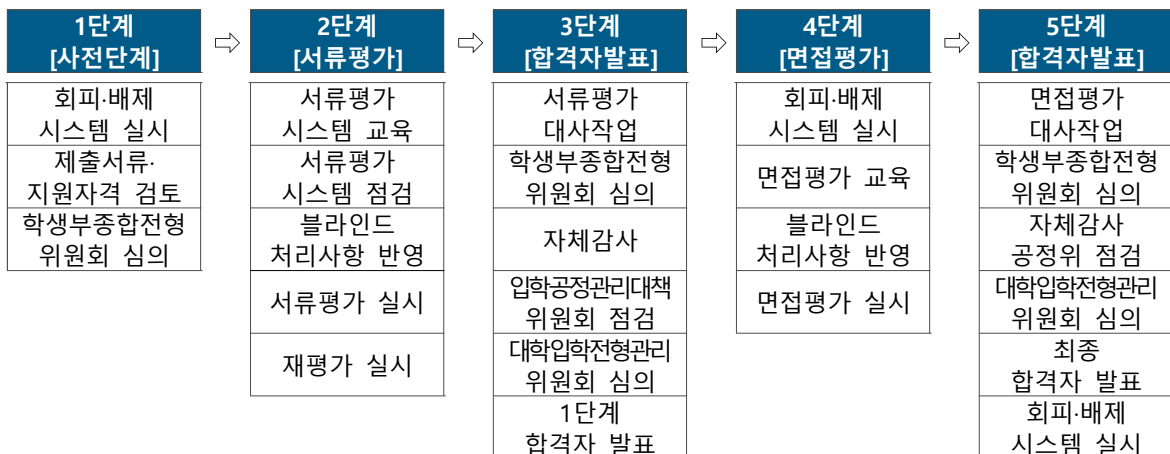 1단계
[사전단계]
회피·배제
시스템 실시
제출서류·
지원자격 검토
학생부종합전형
위원회 심의
⇨
2단계
[서류평가]
서류평가
시스템 교육
서류평가
시스템 점검
블라인드
처리사항 반영
서류평가 실시
재평가 실시
⇨
3단계
[합격자발표]
서류평가
대사작업
학생부종합전형
위원회 심의
자체감사
입학공정관리대책
위원회 점검
대학입학전형관리
위원회 심의
1단계
합격자 발표
⇨
4단계
[면접평가]
회피·배제
시스템 실시
면접평가 교육
블라인드
처리사항 반영
면접평가 실시
⇨
5단계
[합격자발표]
면접평가
대사작업
학생부종합전형
위원회 심의
자체감사
공정위 점검
대학입학전형관리
위원회 심의
최종
합격자 발표
회피·배제
시스템 실시